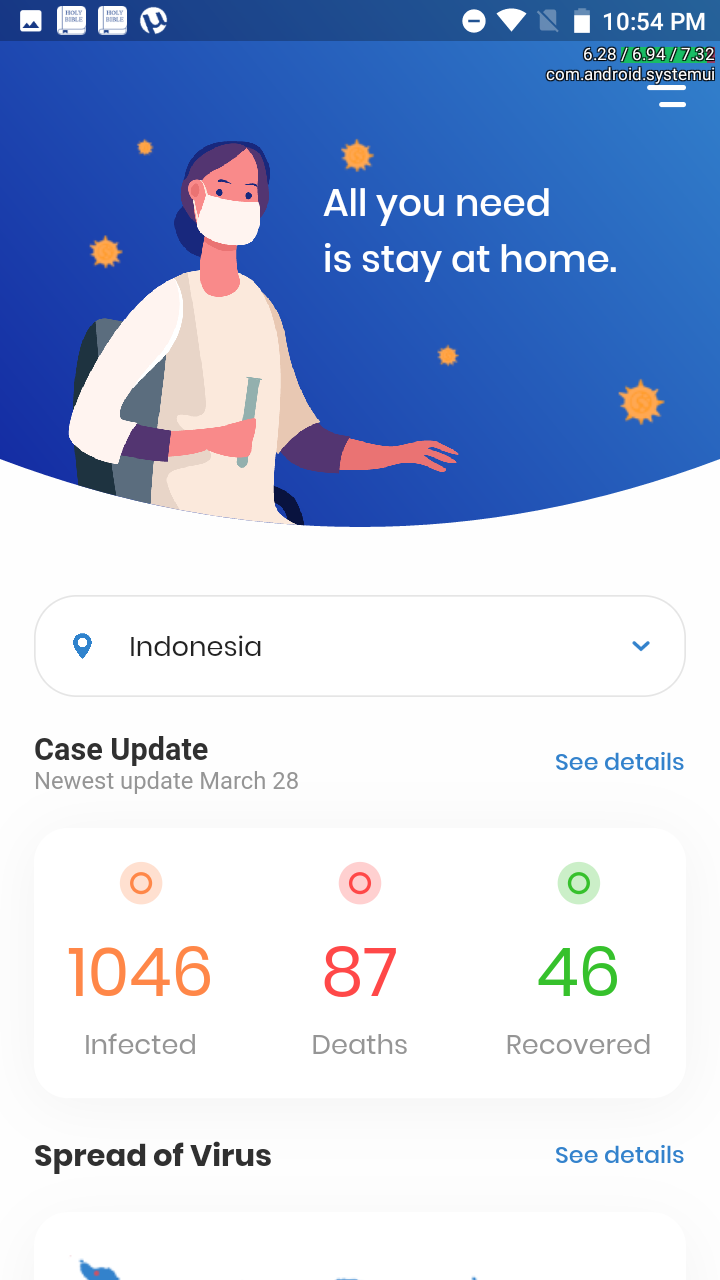 HOLY BIBLE
HOLY BIBLE
10:54 PM
6.28 / 6.94 / 7.32
com.android.systemui
All you need
is stay at home.
Indonesia
Case Update
See details
Newest update March 28
1046
87
46
Infected
Deaths
Recovered
Spread of Virus
See details